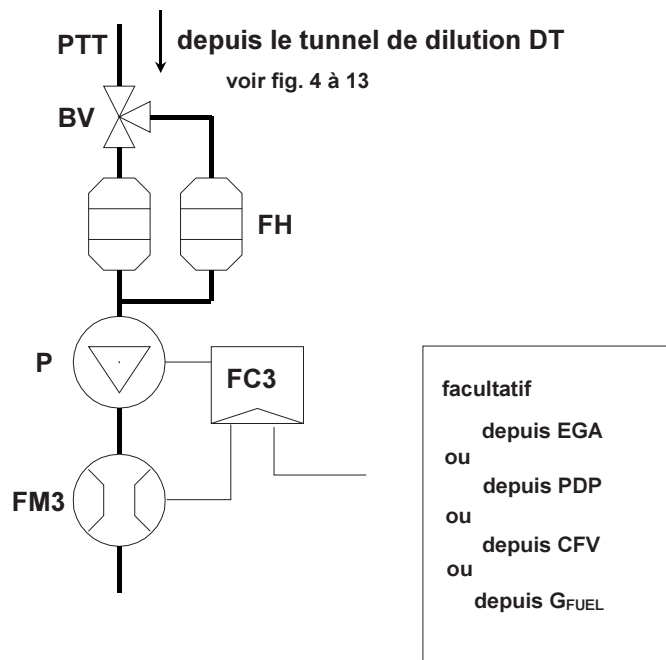 PTT
depuis le tunnel de dilution DT
voir fig. 4 à 13
BV
FH
P
FC3
FM3
facultatif
depuis EGA
ou
depuis PDP
ou
depuis CFV
ou
depuis GFUEL